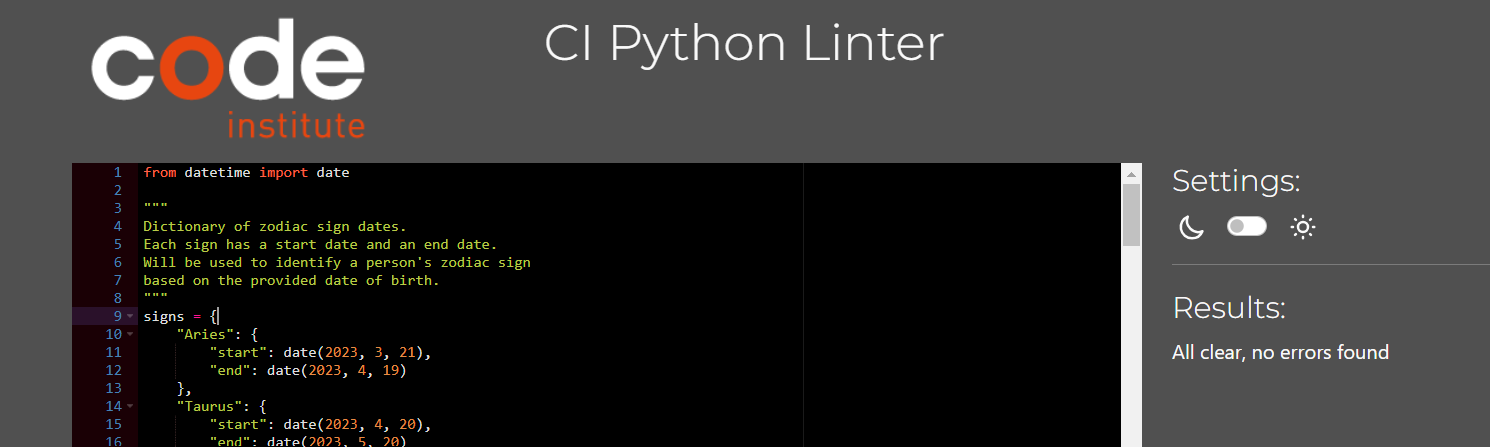 code
institute
CI Python Linter
1 from datetime import date
2
3 """
4 Dictionary of zodiac sign dates.
5 Each sign has a start date and an end date.
6 Will be used to identify a person's zodiac sign
7 based on the provided date of birth.
8 """
9 signs = {
10 "Aries": {
11 "start": date(2023, 3, 21),
12 "end": date(2023, 4, 19)
13 },
14 "Taurus": {
15 "start": date(2023, 4, 20),
16 "end": date(2023, 5, 20)
Settings:
Results:
All clear, no errors found